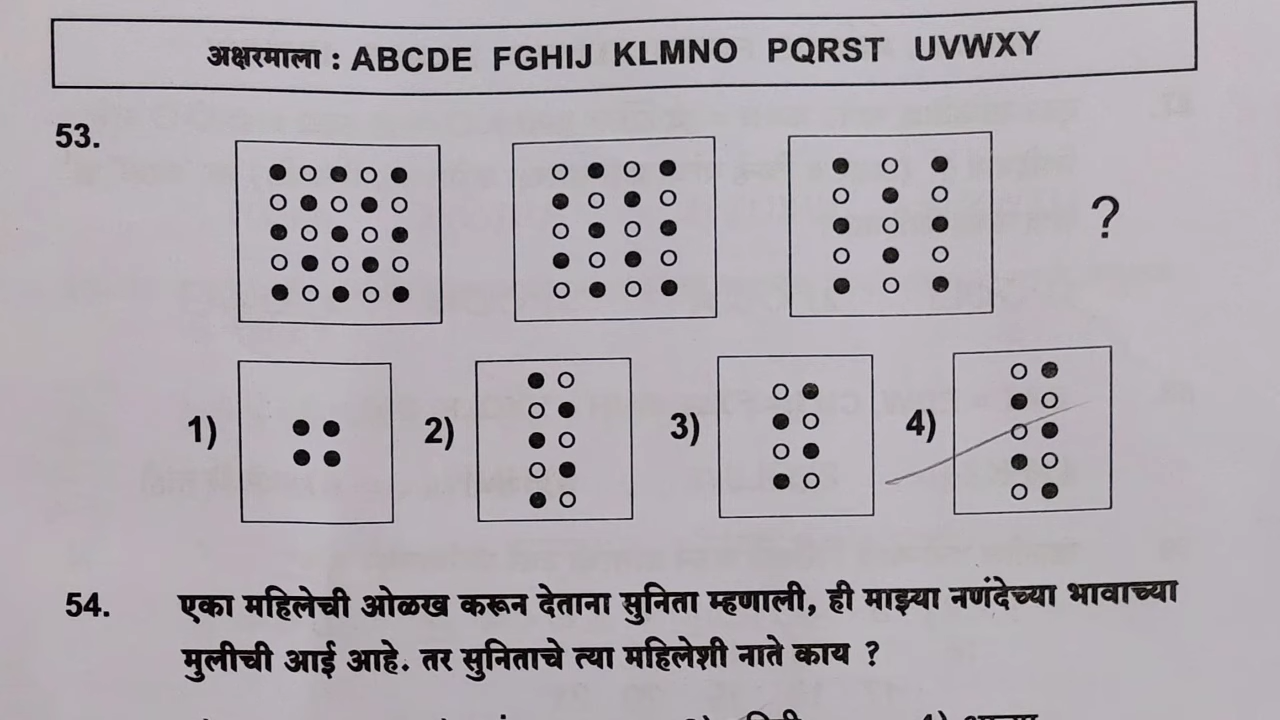 अक्षरमाला : ABCDE FGHIJ KLMNO PQRST UVWXY
53.
?
1) 2) 3) 4)
54. एका महिलेची ओळख करून देताना सुनिता म्हणाली, ही माझ्या नणंदेच्या भावाच्या
मुलीची आई आहे. तर सुनिताचे त्या महिलेशी नाते काय ?